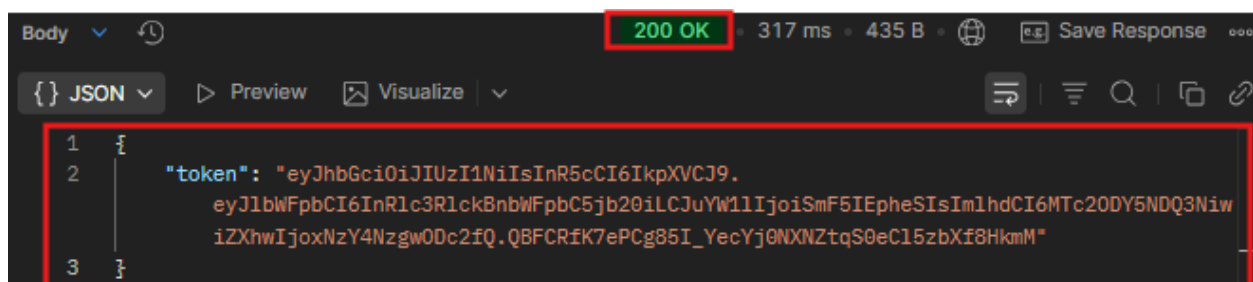 Body
200 OK • 317 ms • 435 B • e.g. Save Response
{} JSON Preview Visualize
1 {
2 "token": "eyJhbGciOiJIUzI1NiIsInR5cCI6IkpXVCJ9.
eyJlbWFpbCI6InRlc3RlckBnbWFpbC5jb20iLCJuYW1lIjoiSmF5IEpheSIsImlhdCI6MTc2ODY5NDQ3Niw
iZXhwIjoxNzY4NzgwODc2fQ.QBFCRfK7ePCg85I_YecYj0NXNZtqS0eCl5zbXf8HkmM"
3 }